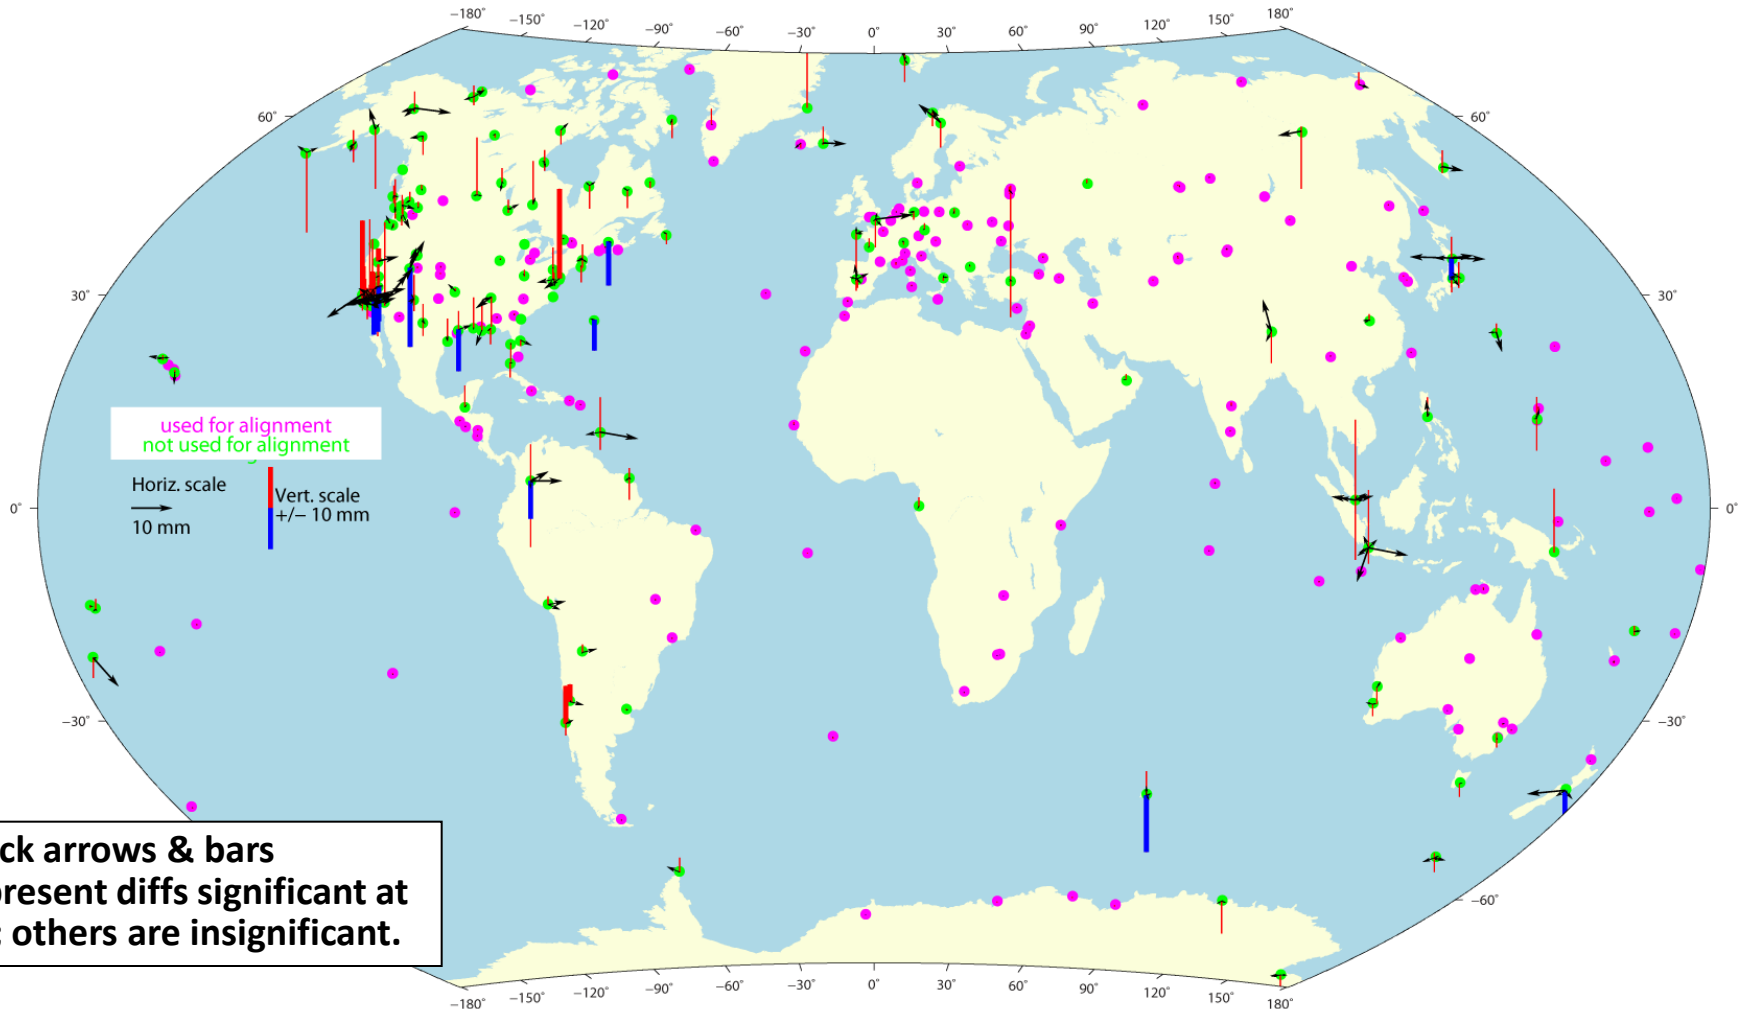 −180° −150° −120° −90° −60° −30° 0° 30° 60° 90° 120° 150° 180°
60° 60°
30° 30°
used for alignment
not used for alignment
Horiz. scale
10 mm
Vert. scale
+/− 10 mm
0° 0°
−30° −30°
ck arrows & bars
present diffs significant at
; others are insignificant.
−60°
−180° −150° −120° −90° −60° −30° 0° 30° 60° 90° 120° 150° 180°